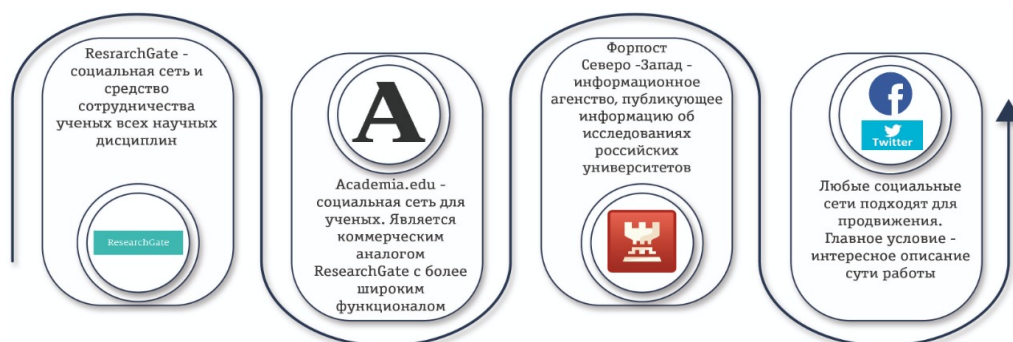 ResrarchGate -
социальная сеть и
средство
сотрудничества
ученых всех научных
дисциплин
ResearchGate
A
Academia.edu -
социальная сеть для
ученых. Является
коммерческим
аналогом
ResearchGate с более
широким
функционалом
Форпост
Северо -Запад -
информационное
агенство, публикующее
информацию об
исследованиях
российских
университетов
f
Twitter
Любые социальные
сети подходят для
продвижения.
Главное условие -
интересное описание
сути работы